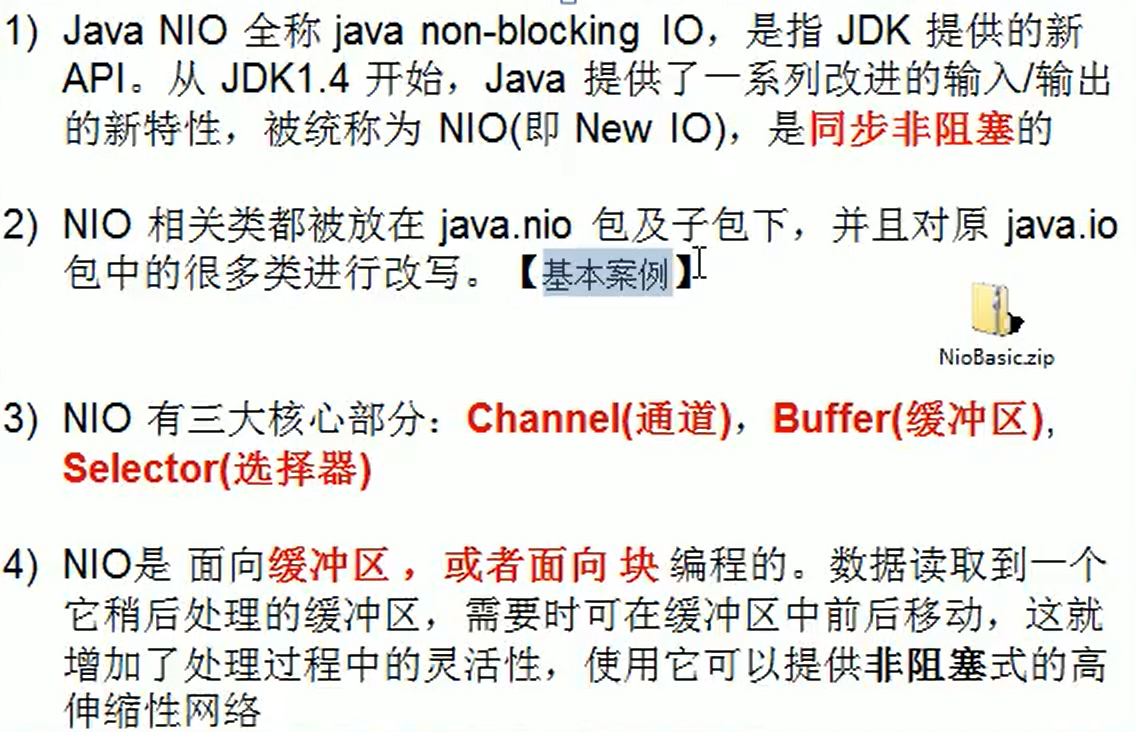 1) Java NIO 全称 java non-blocking IO，是指 JDK 提供的新
API。从 JDK1.4 开始，Java 提供了一系列改进的输入/输出
的新特性，被统称为 NIO(即 New IO)，是同步非阻塞的
2) NIO 相关类都被放在 java.nio 包及子包下，并且对原 java.io
包中的很多类进行改写。【基本案例】
NioBasic.zip
3) NIO 有三大核心部分：Channel(通道)，Buffer(缓冲区),
Selector(选择器)
4) NIO是 面向缓冲区 ，或者面向 块 编程的。数据读取到一个
它稍后处理的缓冲区，需要时可在缓冲区中前后移动，这就
增加了处理过程中的灵活性，使用它可以提供非阻塞式的高
伸缩性网络